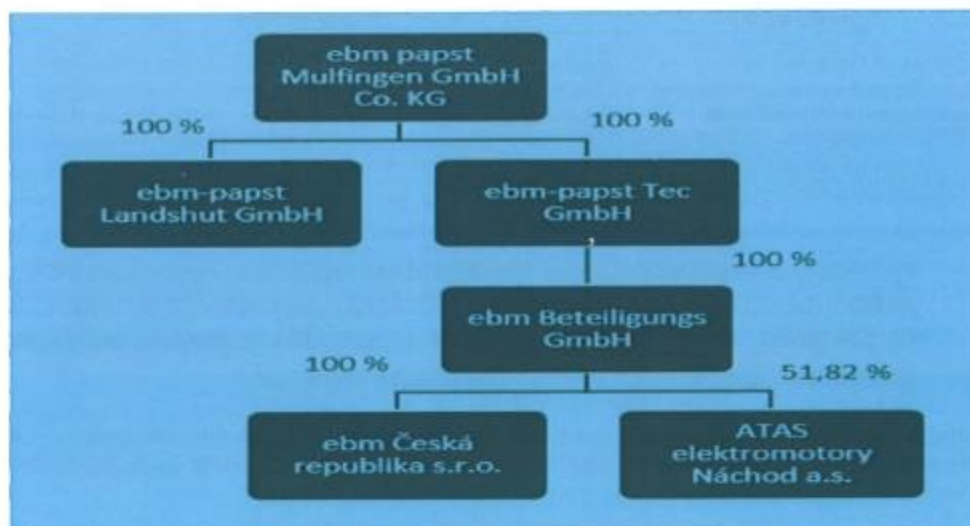 ebm papst
Mulfingen GmbH
Co. KG
100 %
100 %
ebm-papst
Landshut GmbH
ebm-papst Tec
GmbH
100 %
ebm Beteiligungs
GmbH
100 %
51,82 %
ebm Česká
republika s.r.o.
ATAS
elektromotory
Náchod a.s.